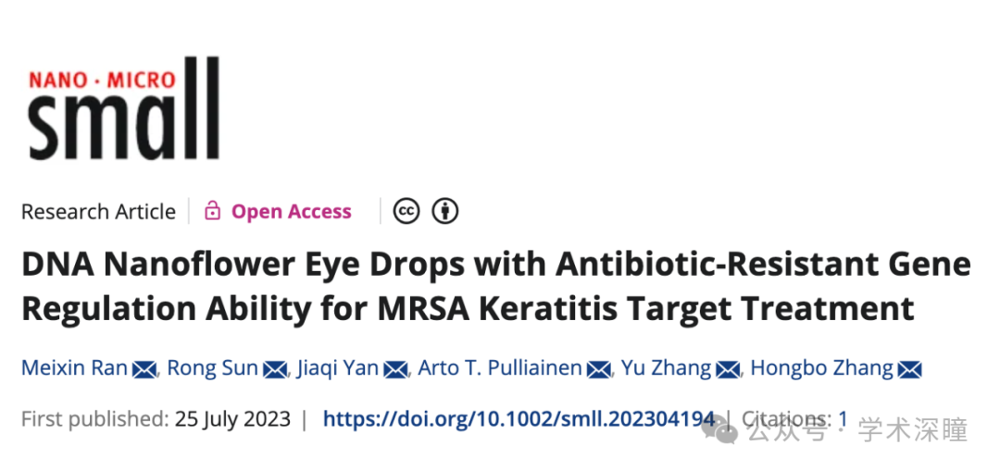 NANO · MICRO
small
Research Article Open Access cc
DNA Nanoflower Eye Drops with Antibiotic-Resistant Gene
Regulation Ability for MRSA Keratitis Target Treatment
Meixin Ran, Rong Sun, Jiaqi Yan, Arto T. Pulliainen, Yu Zhang, Hongbo Zhang
First published: 25 July 2023 | https://doi.org/10.1002/smll.202304194 | Citations: 1
公众号 · 学术深瞳